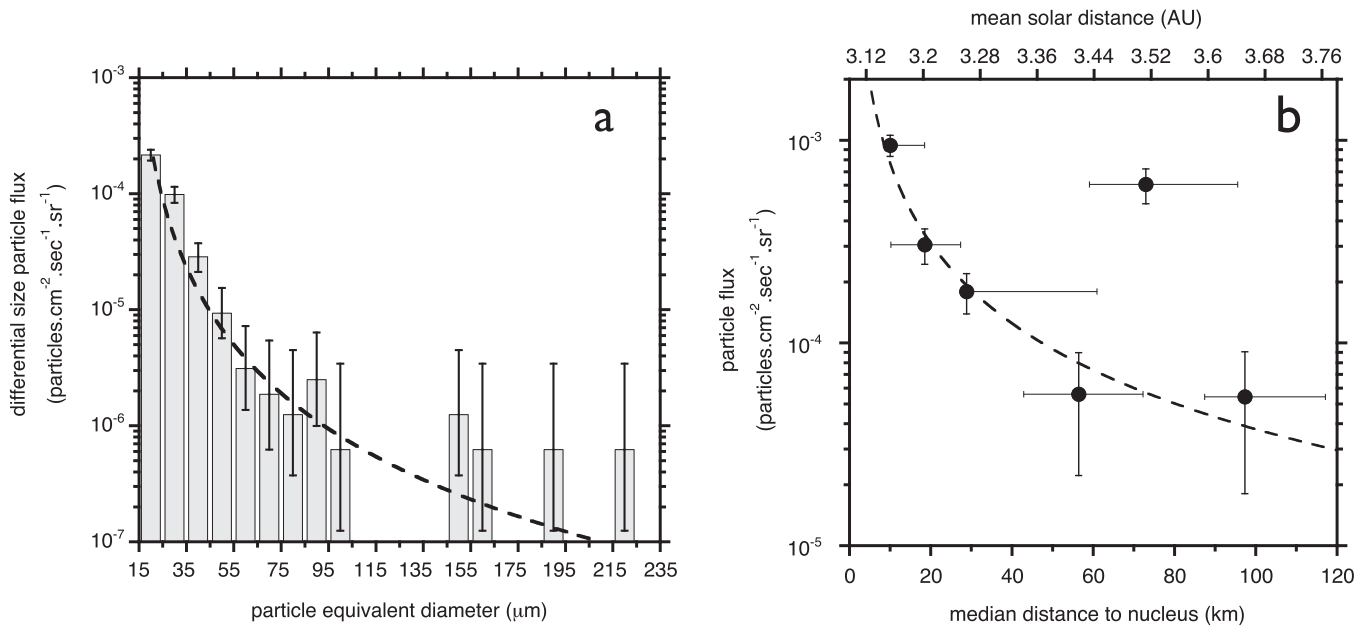 a
10⁻³
10⁻⁴
10⁻⁵
10⁻⁶
10⁻⁷
differential size particle flux
(particles.cm⁻².sec⁻¹.sr⁻¹)
15 35 55 75 95 115 135 155 175 195 215 235
particle equivalent diameter (μm)
mean solar distance (AU)
3.12 3.2 3.28 3.36 3.44 3.52 3.6 3.68 3.76
b
10⁻³
10⁻⁴
10⁻⁵
particle flux
(particles.cm⁻².sec⁻¹.sr⁻¹)
0 20 40 60 80 100 120
median distance to nucleus (km)